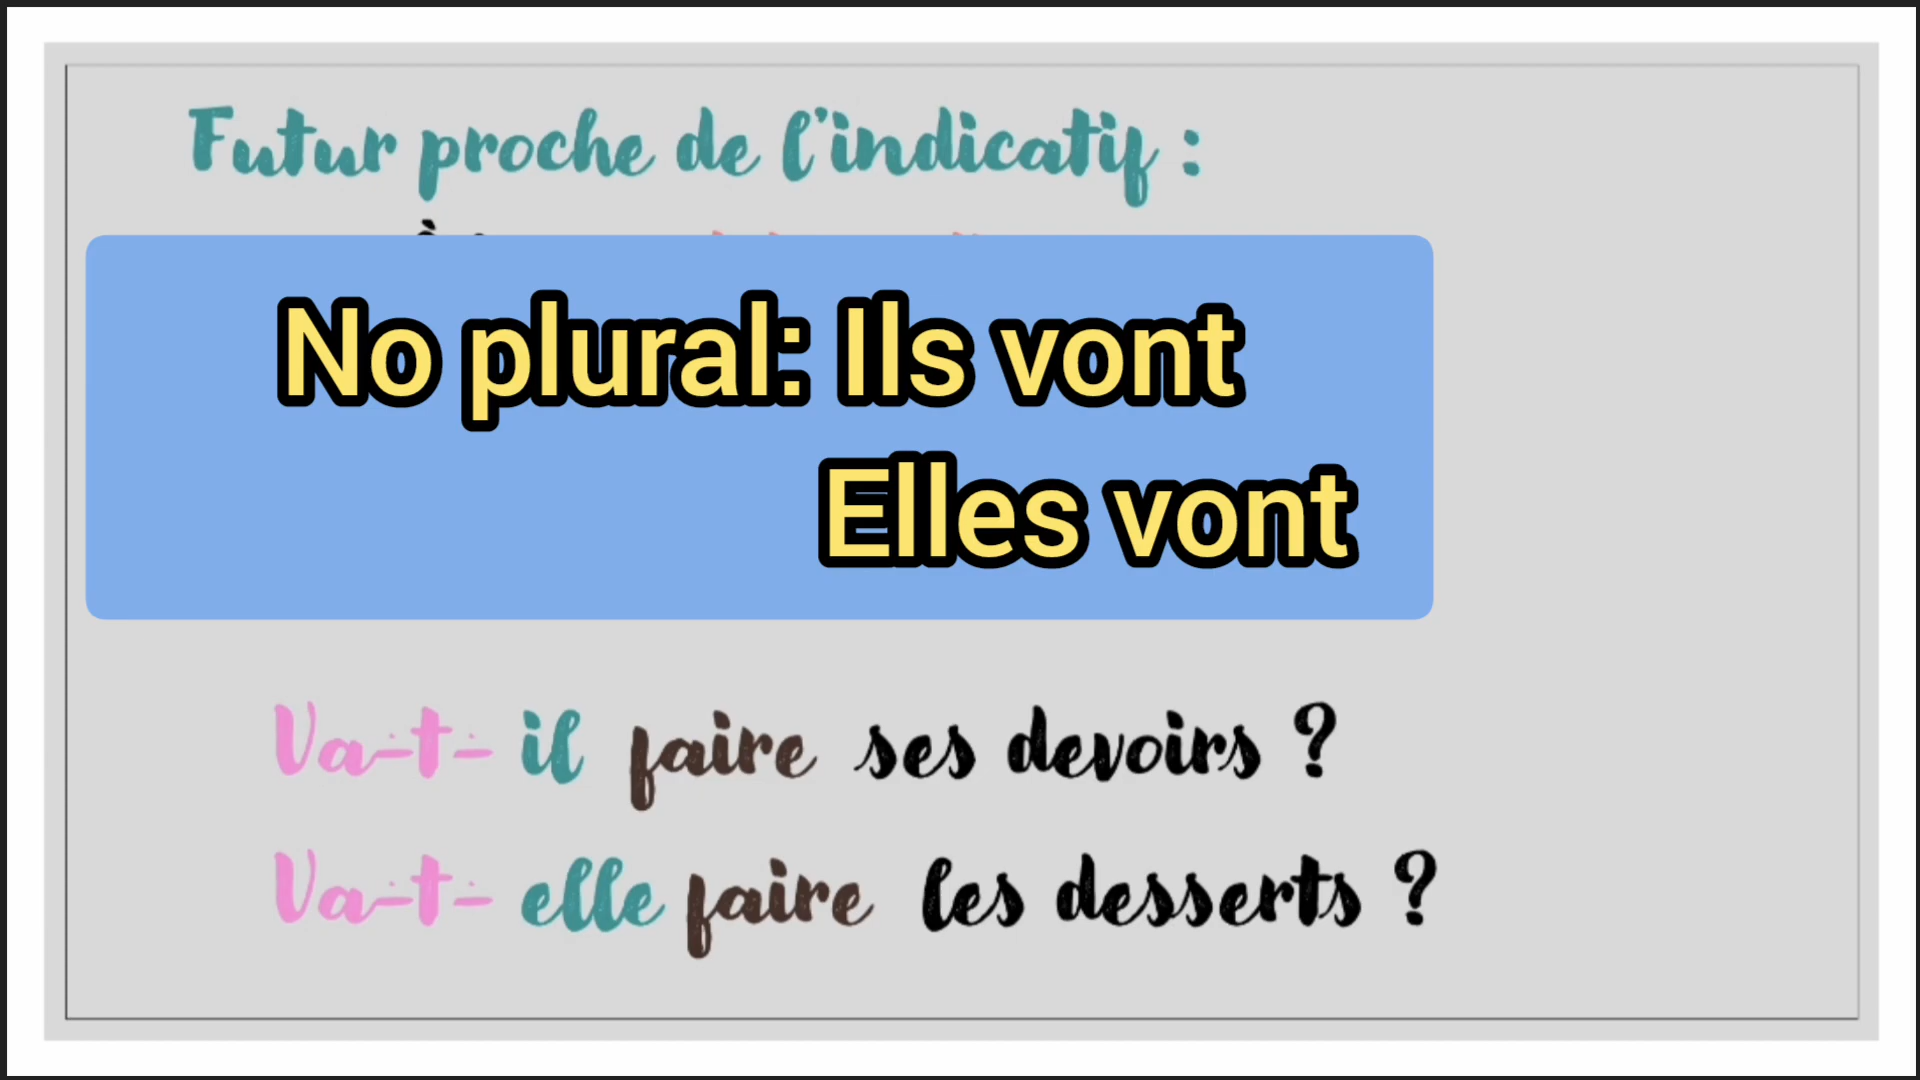 Futur proche de l'indicatif :
No plural: Ils vont
Elles vont
Va-t- il faire ses devoirs ?
Va-t- elle faire les desserts ?